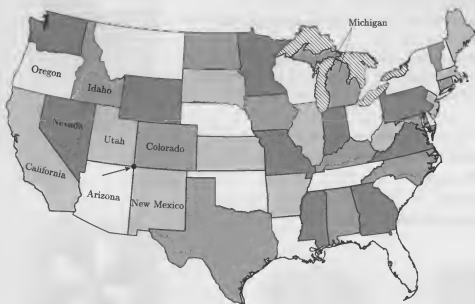 Michigan
Oregon
Idaho
Nevada
Utah
Colorado
California
Arizona
New Mexico